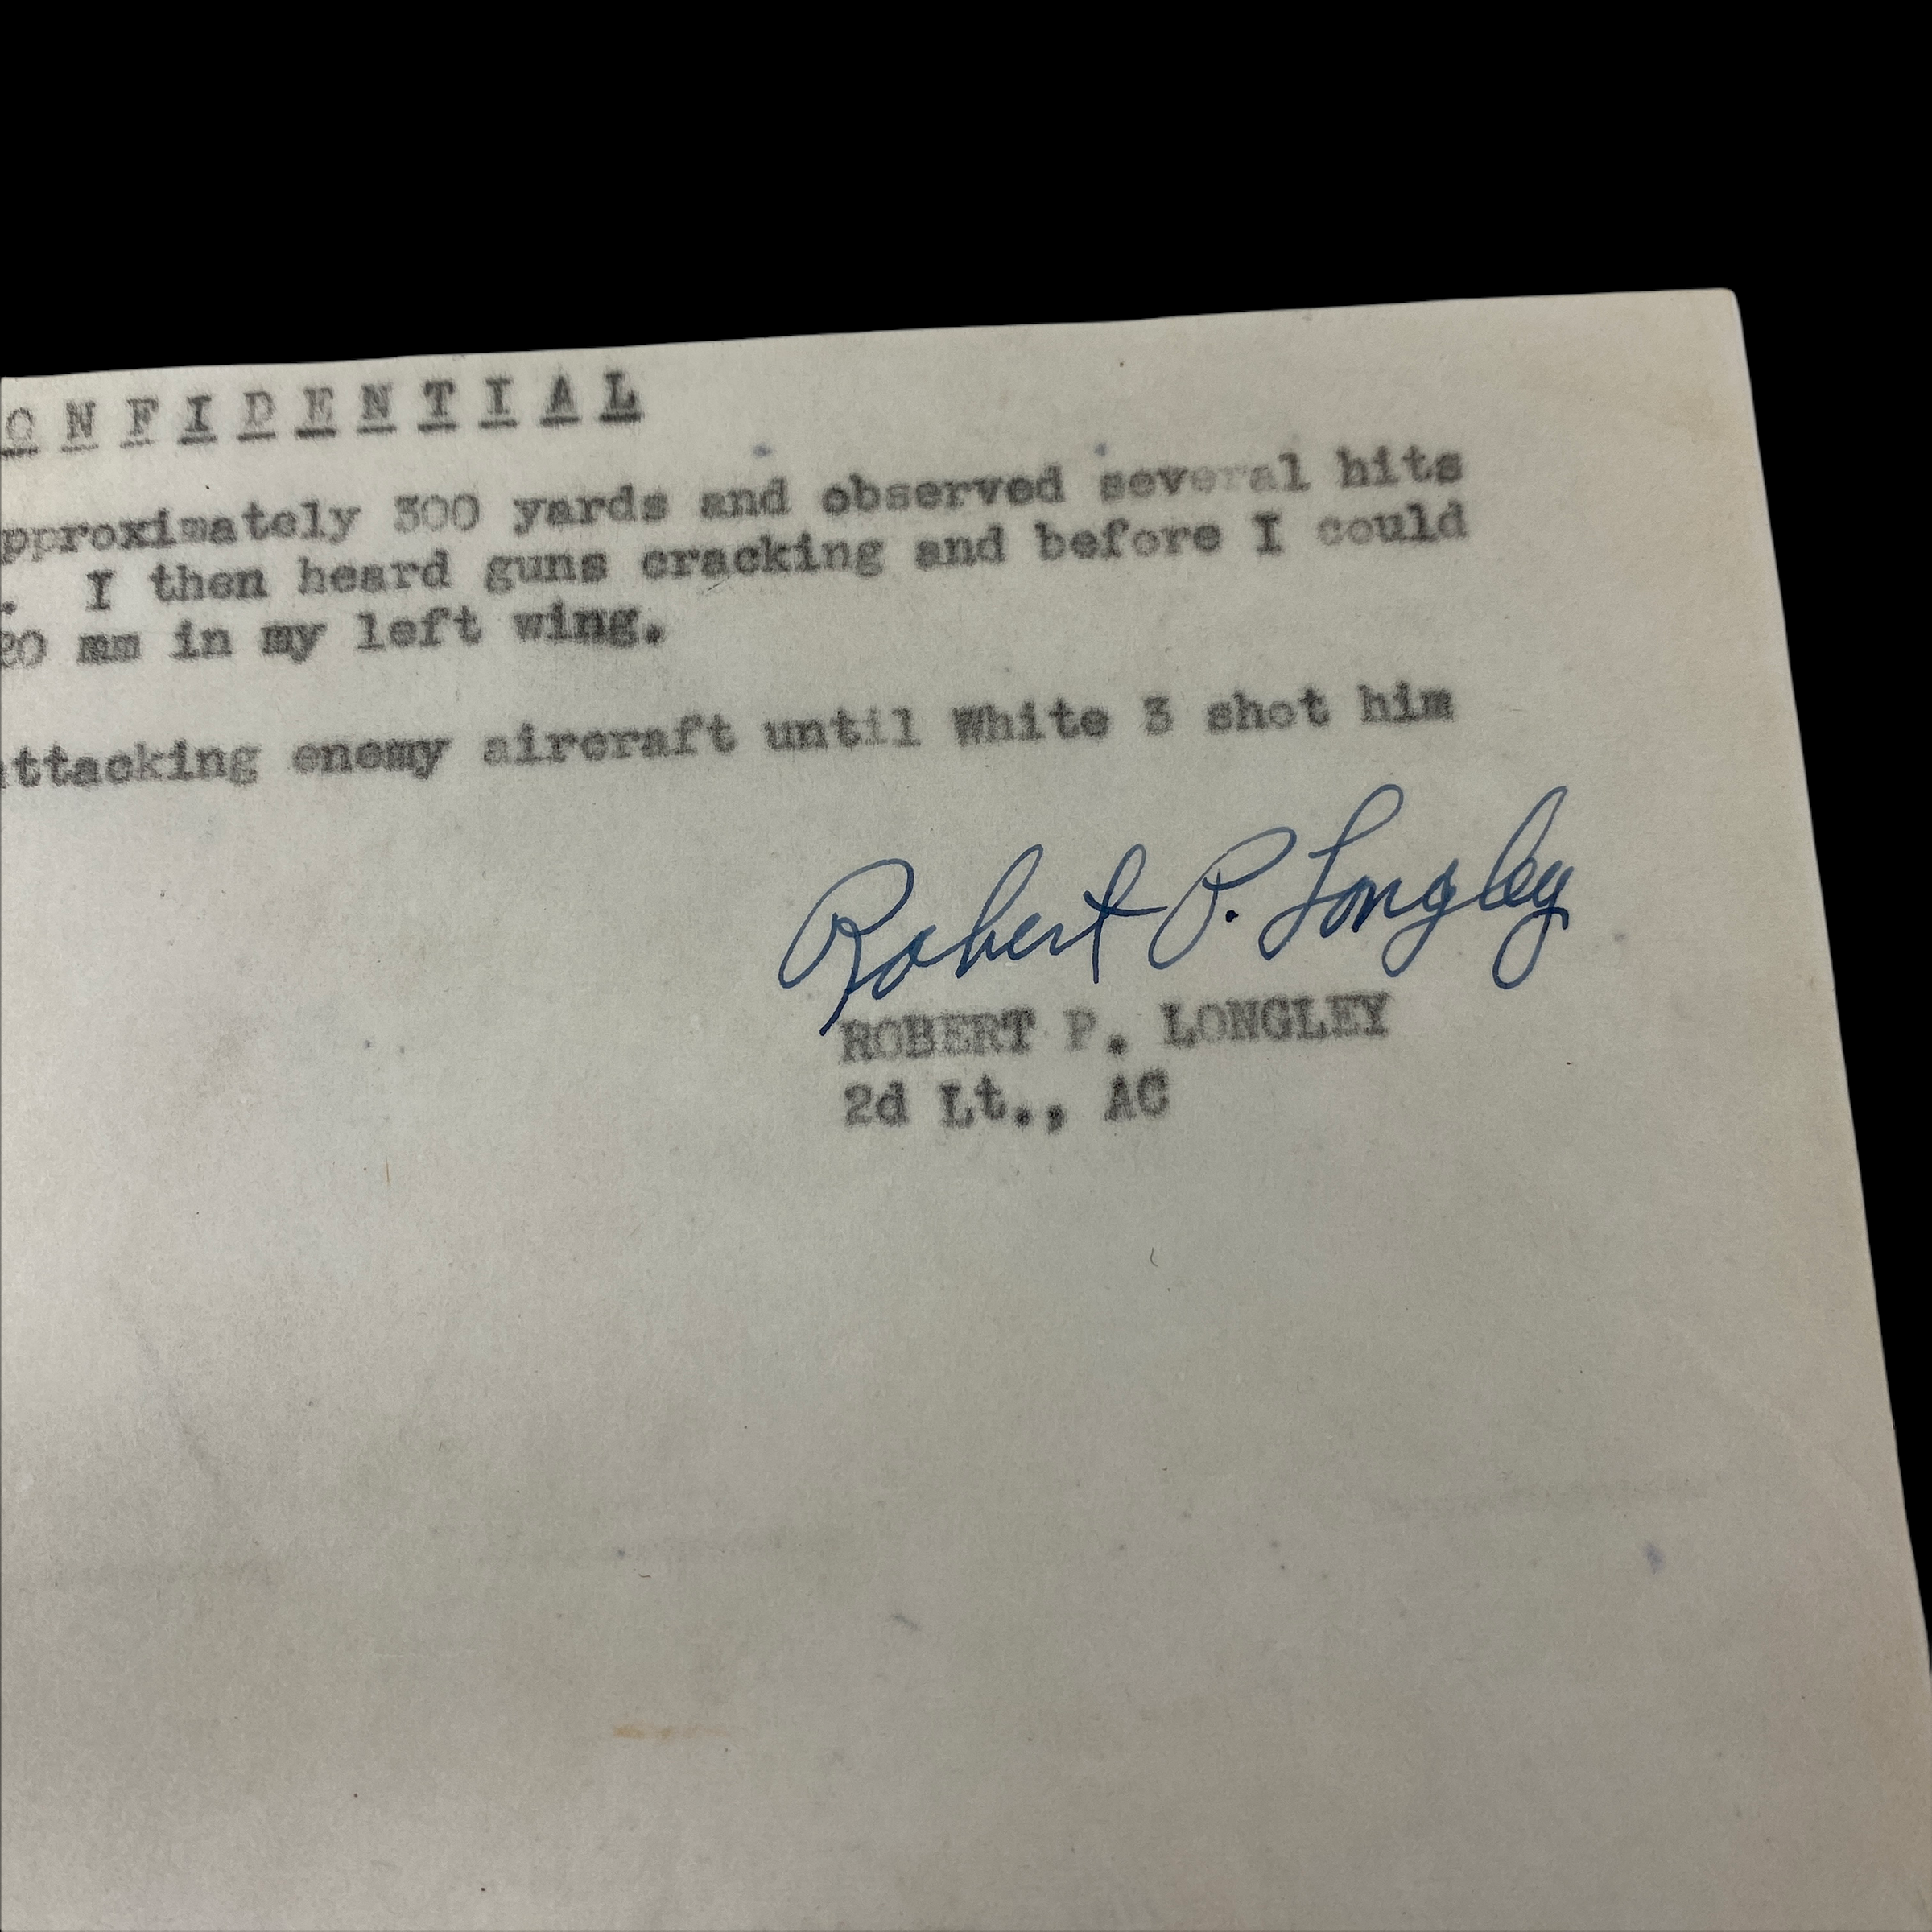 ONFIDENTIAL
pproximately 300 yards and observed several hits
. I then heard guns cracking and before I could
20 mm in my left wing.
ttacking enemy aircraft until White 3 shot him
Robert P. Longley
ROBERT P. LONGLEY
2d Lt., AC